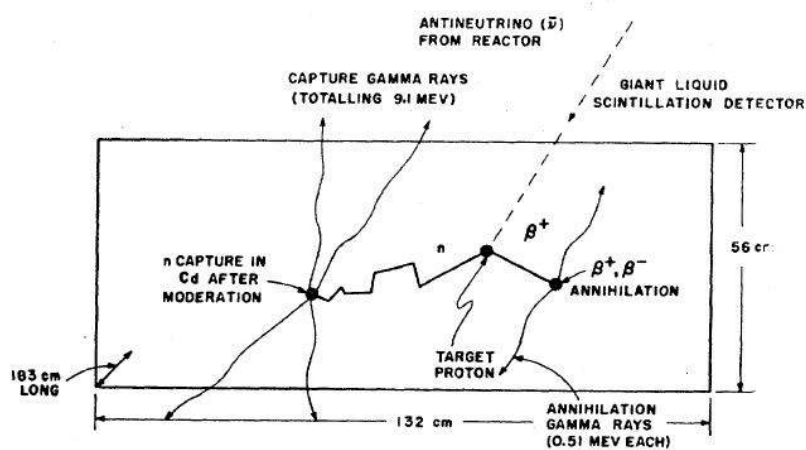 ANTINEUTRINO (ν̄)
FROM REACTOR
CAPTURE GAMMA RAYS
(TOTALLING 9.1 MEV)
GIANT LIQUID
SCINTILLATION DETECTOR
n
β⁺
n CAPTURE IN
Cd AFTER
MODERATION
β⁺, β⁻
ANNIHILATION
56 cr
183 cm
LONG
TARGET
PROTON
132 cm
ANNIHILATION
GAMMA RAYS
(0.51 MEV EACH)